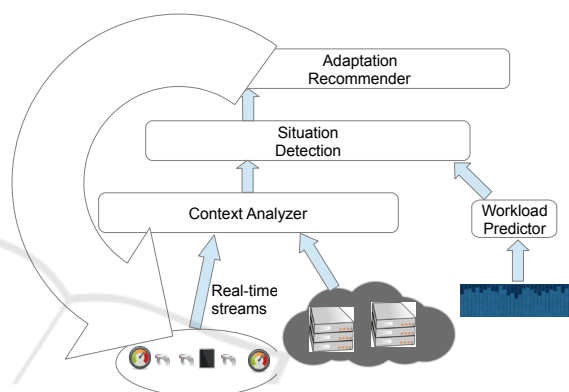 Adaptation
Recommender
Situation
Detection
Context Analyzer
Workload
Predictor
Real-time
streams